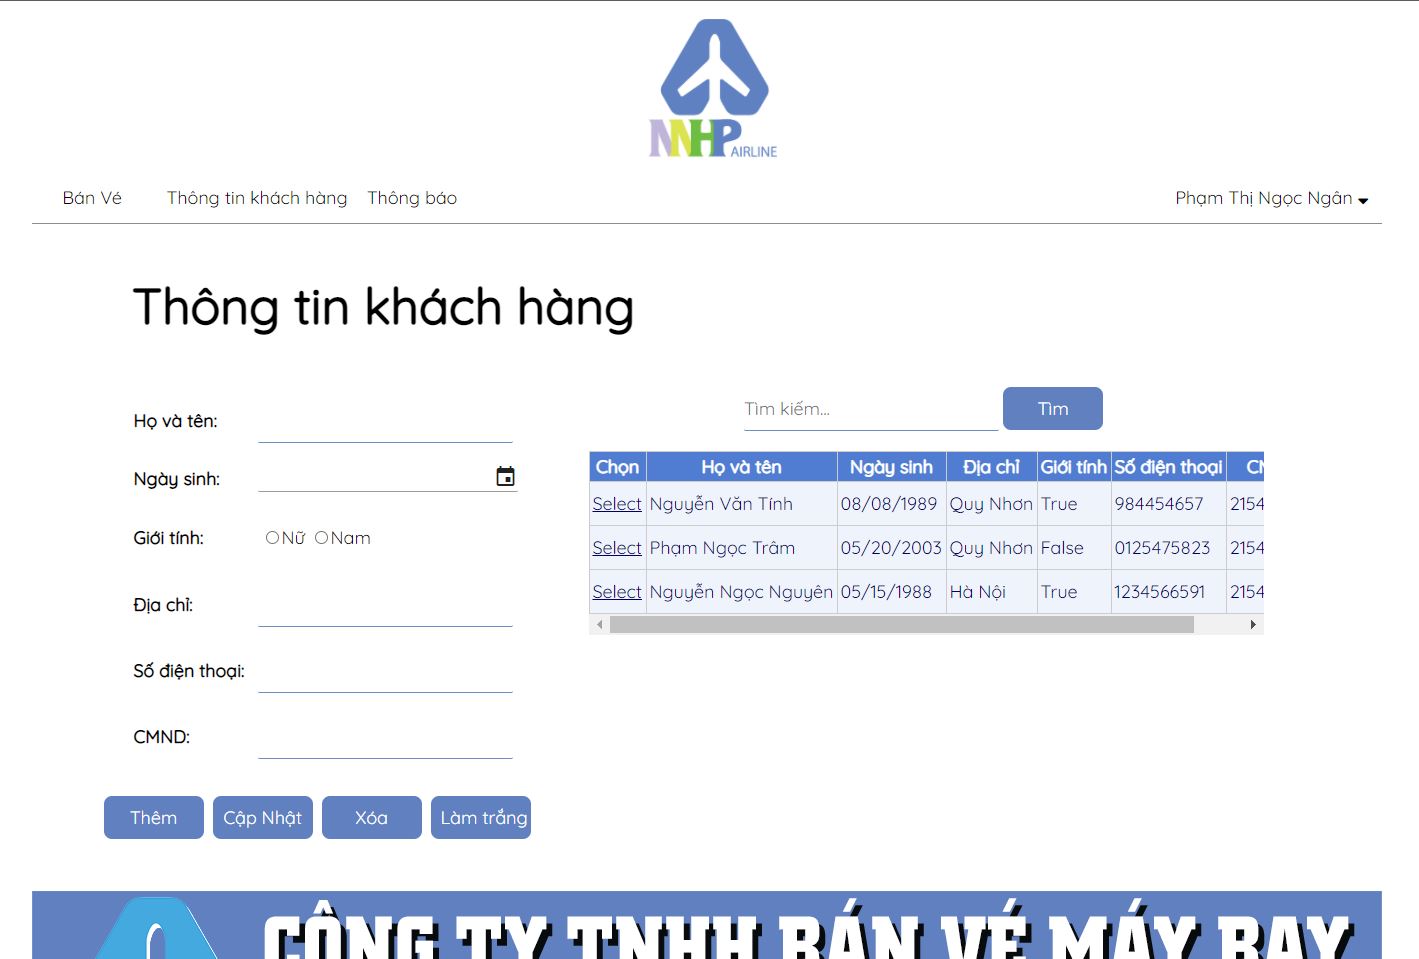 NNHP AIRLINE
Bán Vé Thông tin khách hàng Thông báo Phạm Thị Ngọc Ngân
Thông tin khách hàng
Họ và tên:
Ngày sinh:
Giới tính: Nữ Nam
Địa chỉ:
Số điện thoại:
CMND:
Thêm Cập Nhật Xóa Làm trắng
Tìm kiếm... Tìm
Chọn Họ và tên Ngày sinh Địa chỉ Giới tính Số điện thoại
Select Nguyễn Văn Tính 08/08/1989 Quy Nhơn True 984454657 2154
Select Phạm Ngọc Trâm 05/20/2003 Quy Nhơn False 0125475823 2154
Select Nguyễn Ngọc Nguyên 05/15/1988 Hà Nội True 1234566591 2154
CÔNG TY TNHH BÁN VÉ MÁY BAY